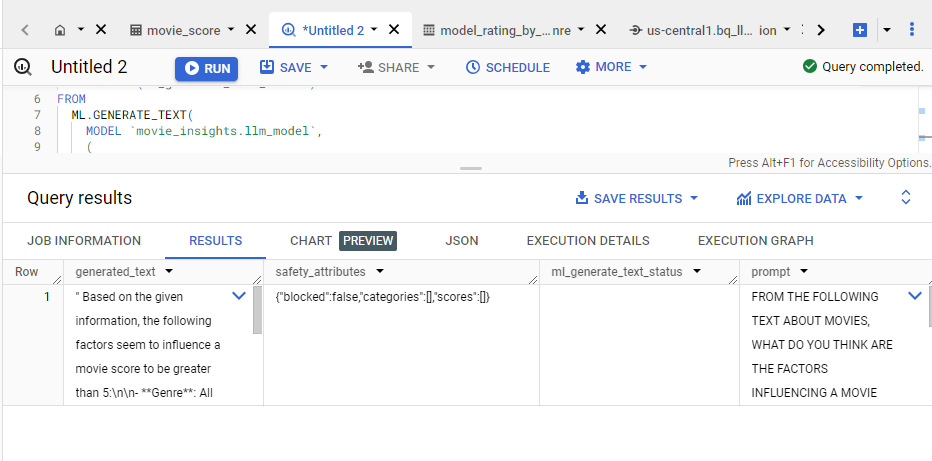 movie_score *Untitled 2 model_rating_by_...nre us-central1.bq_ll... ion
Untitled 2 RUN SAVE SHARE SCHEDULE MORE Query completed.
6 FROM
7 ML.GENERATE_TEXT(
8 MODEL `movie_insights.llm_model`,
9 (
Press Alt+F1 for Accessibility Options.
Query results SAVE RESULTS EXPLORE DATA
JOB INFORMATION RESULTS CHART PREVIEW JSON EXECUTION DETAILS EXECUTION GRAPH
Row generated_text safety_attributes ml_generate_text_status prompt
1 " Based on the given {"blocked":false,"categories":[],"scores":[]} FROM THE FOLLOWING
information, the following TEXT ABOUT MOVIES,
factors seem to influence a WHAT DO YOU THINK ARE
movie score to be greater THE FACTORS
than 5:\n\n- **Genre**: All INFLUENCING A MOVIE